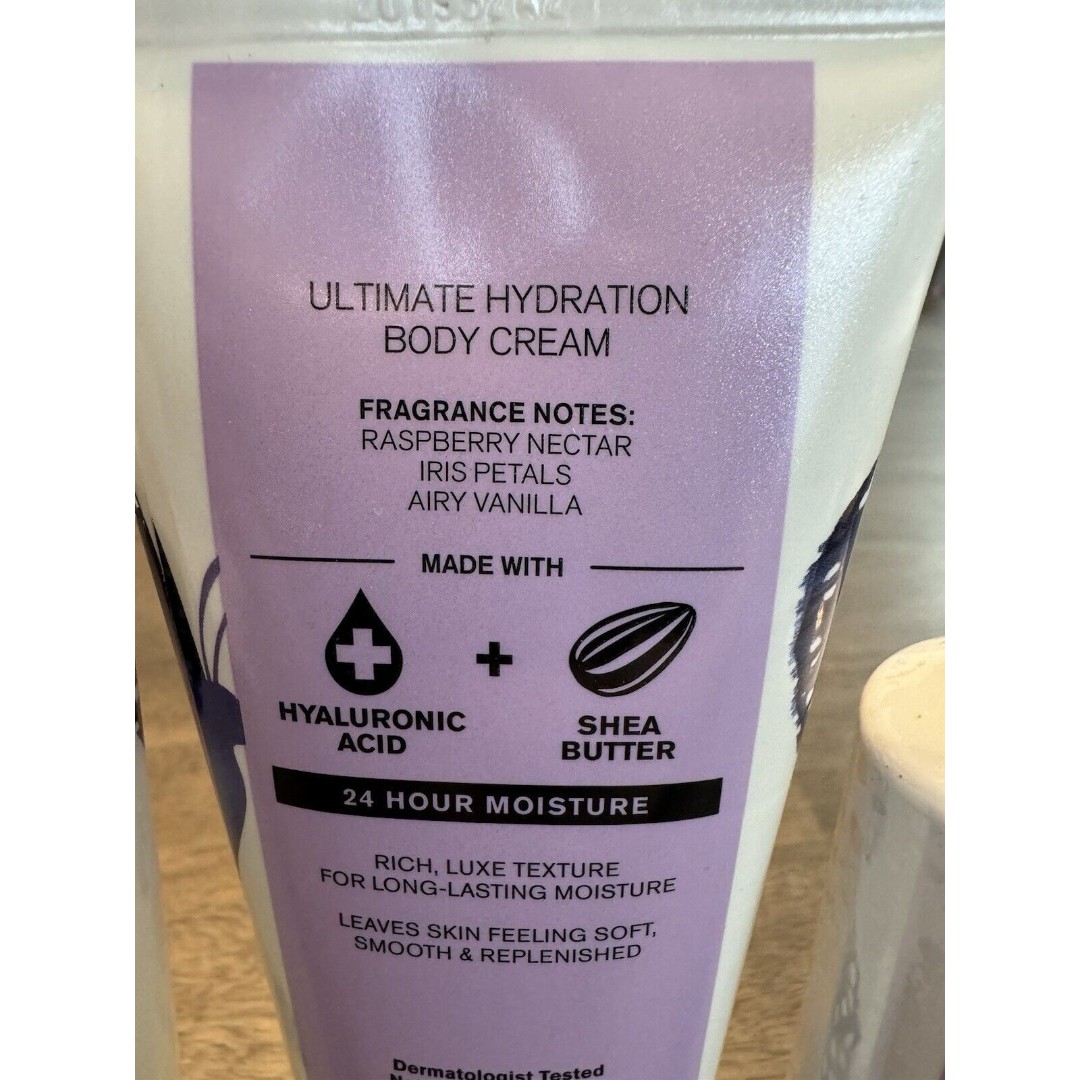 ULTIMATE HYDRATION
BODY CREAM
FRAGRANCE NOTES:
RASPBERRY NECTAR
IRIS PETALS
AIRY VANILLA
MADE WITH
HYALURONIC
ACID
+
SHEA
BUTTER
24 HOUR MOISTURE
RICH, LUXE TEXTURE
FOR LONG-LASTING MOISTURE
LEAVES SKIN FEELING SOFT,
SMOOTH & REPLENISHED
Dermatologist Tested